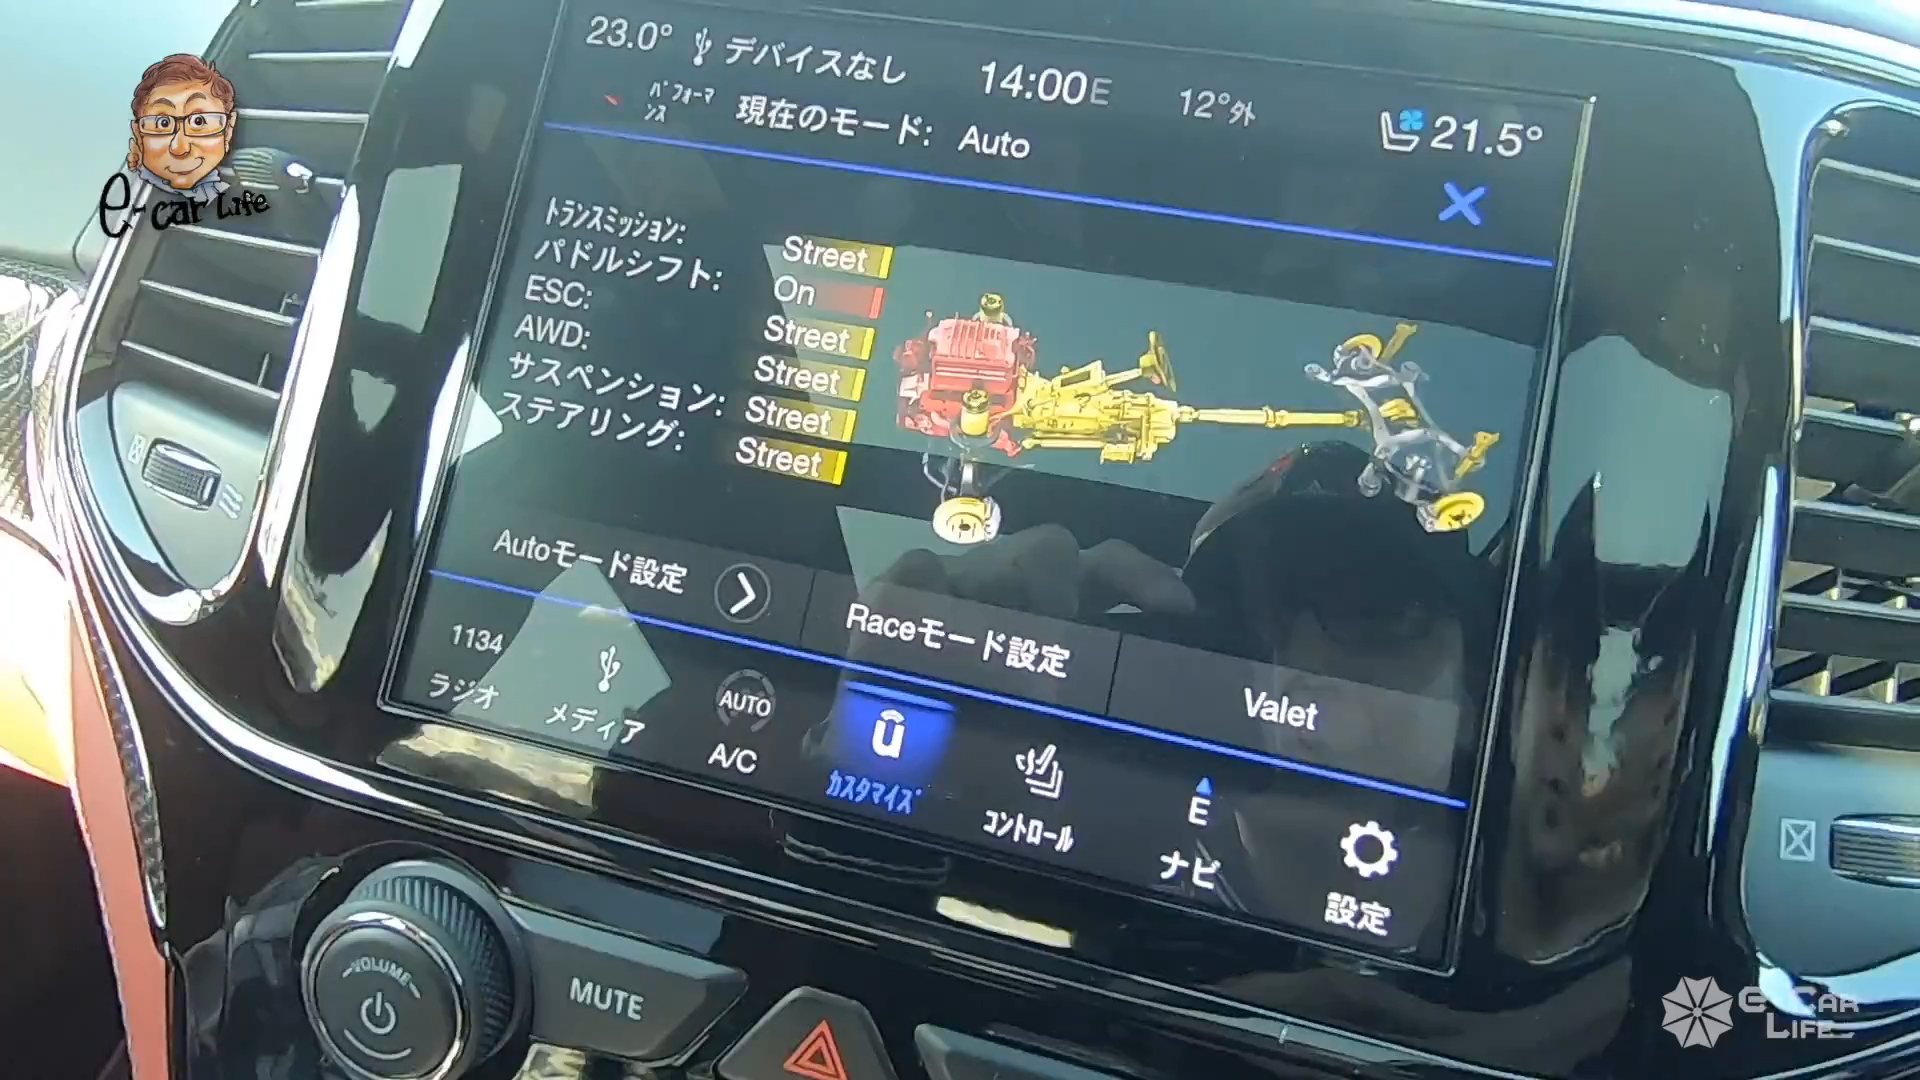 23.0° デバイスなし 14:00E 12°外 21.5°
パフォーマンス
現在のモード: Auto
トランスミッション: Street
パドルシフト: On
ESC: Street
AWD: Street
サスペンション: Street
ステアリング: Street
Autoモード設定
Raceモード設定
Valet
1134
ラジオ
メディア
AUTO
A/C
カスタマイズ
コントロール
E
ナビ
設定
VOLUME
MUTE
e-car Life
E-CAR
LIFE